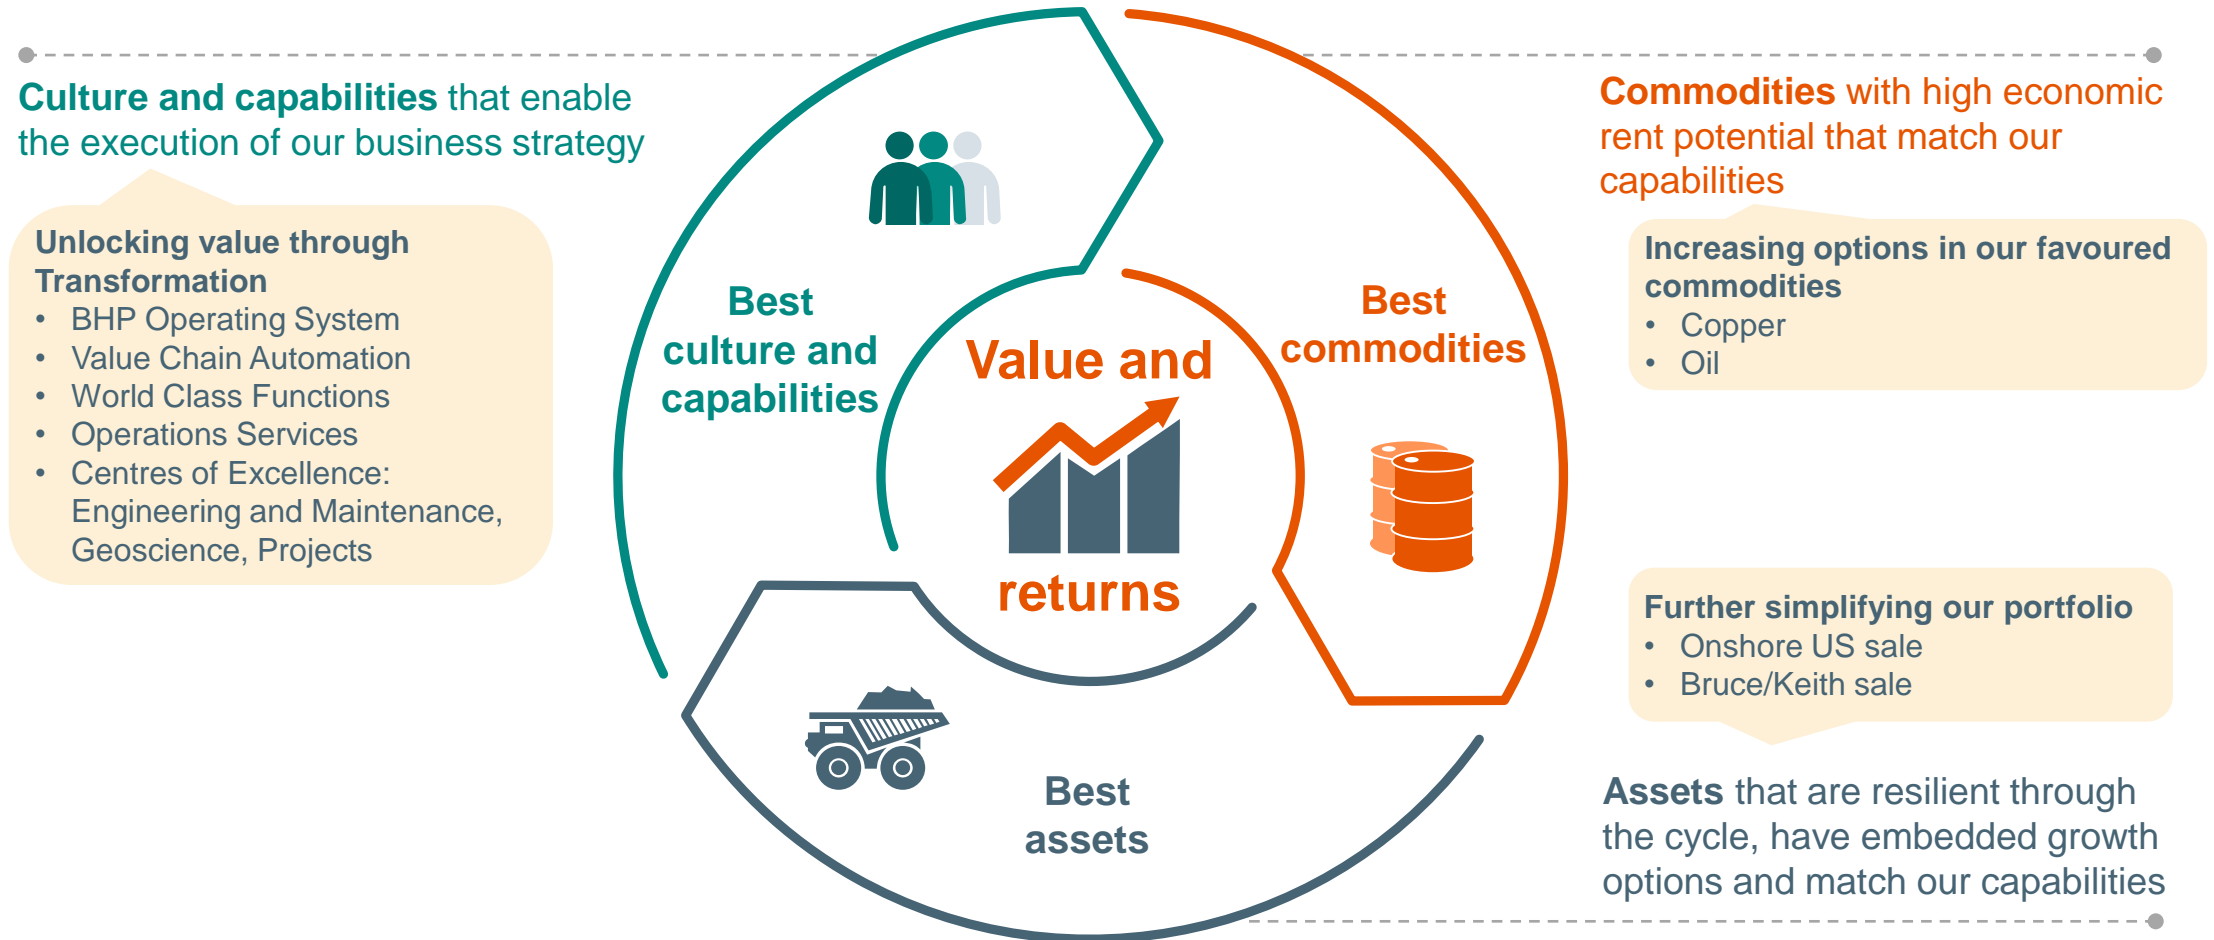 Culture and capabilities that enable
the execution of our business strategy
Unlocking value through
Transformation
• BHP Operating System
• Value Chain Automation
• World Class Functions
• Operations Services
• Centres of Excellence:
Engineering and Maintenance,
Geoscience, Projects
Best
culture and
capabilities
Value and
returns
Best
commodities
Best
assets
Commodities with high economic
rent potential that match our
capabilities
Increasing options in our favoured
commodities
• Copper
• Oil
Further simplifying our portfolio
• Onshore US sale
• Bruce/Keith sale
Assets that are resilient through
the cycle, have embedded growth
options and match our capabilities